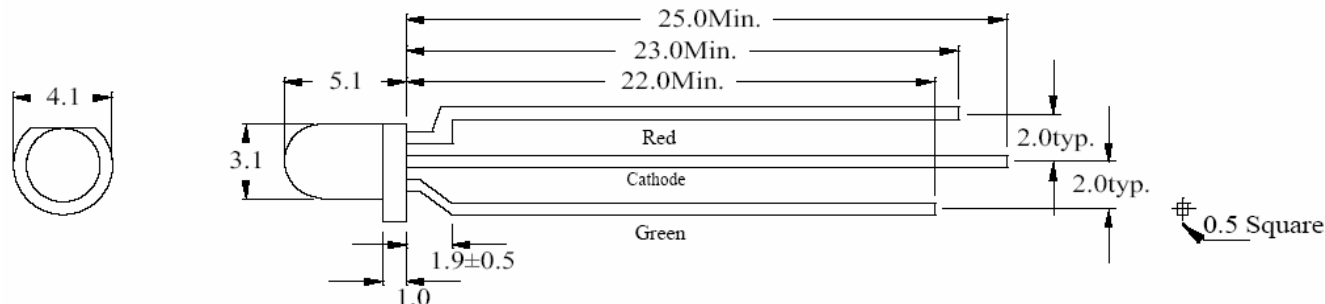 25.0Min.
23.0Min.
5.1
22.0Min.
4.1
Red
2.0typ.
3.1
Cathode
2.0typ.
Green
0.5 Square
1.9±0.5
1.0